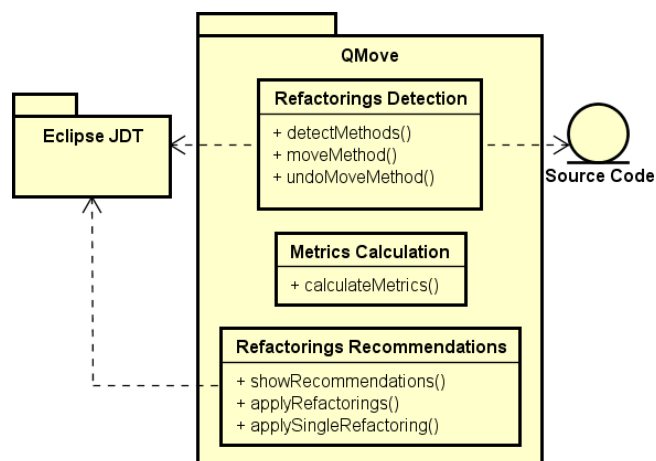 QMove
Refactorings Detection
+ detectMethods()
+ moveMethod()
+ undoMoveMethod()
Eclipse JDT
Source Code
Metrics Calculation
+ calculateMetrics()
Refactorings Recommendations
+ showRecommendations()
+ applyRefactorings()
+ applySingleRefactoring()